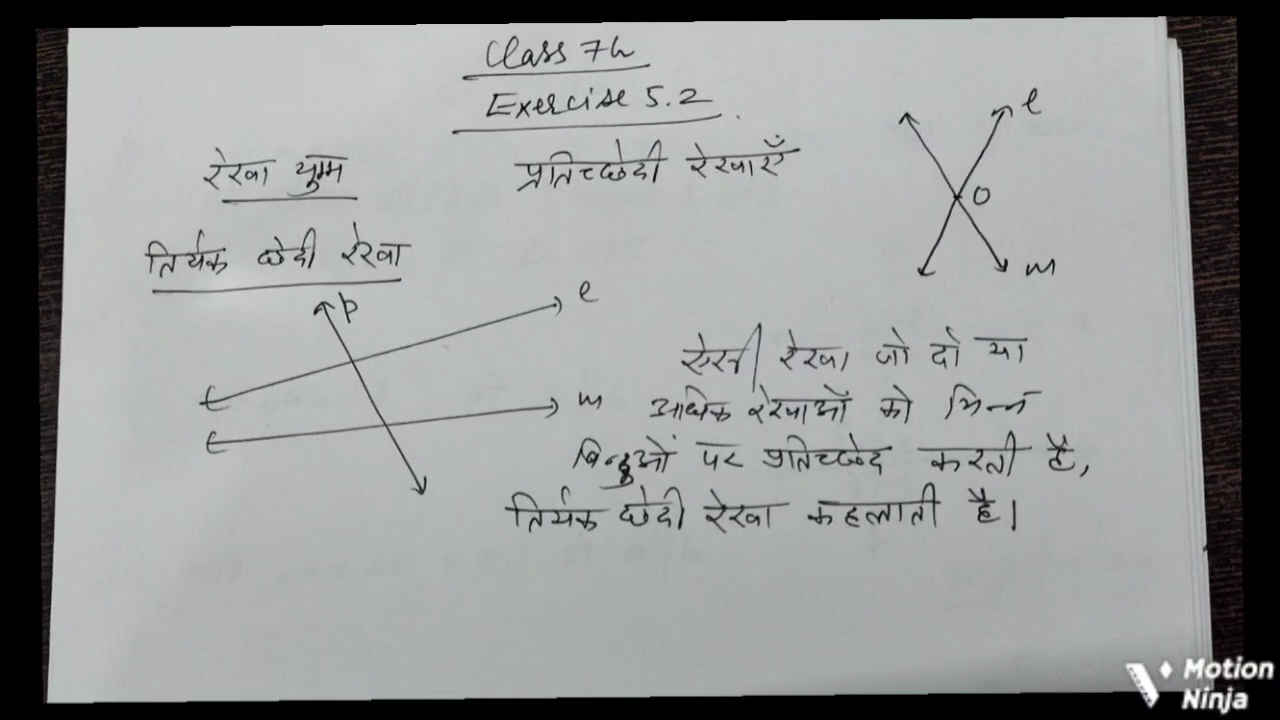 Class 7th
Exercise 5.2
रेखा युग्म
प्रतिच्छेदी रेखाएँ
l
O
m
तिर्यक छेदी रेखा
p
l
m
ऐसी रेखा जो दो या
अधिक रेखाओं को भिन्न
बिन्दुओं पर प्रतिच्छेद करती है,
तिर्यक छेदी रेखा कहलाती है।
Motion
Ninja